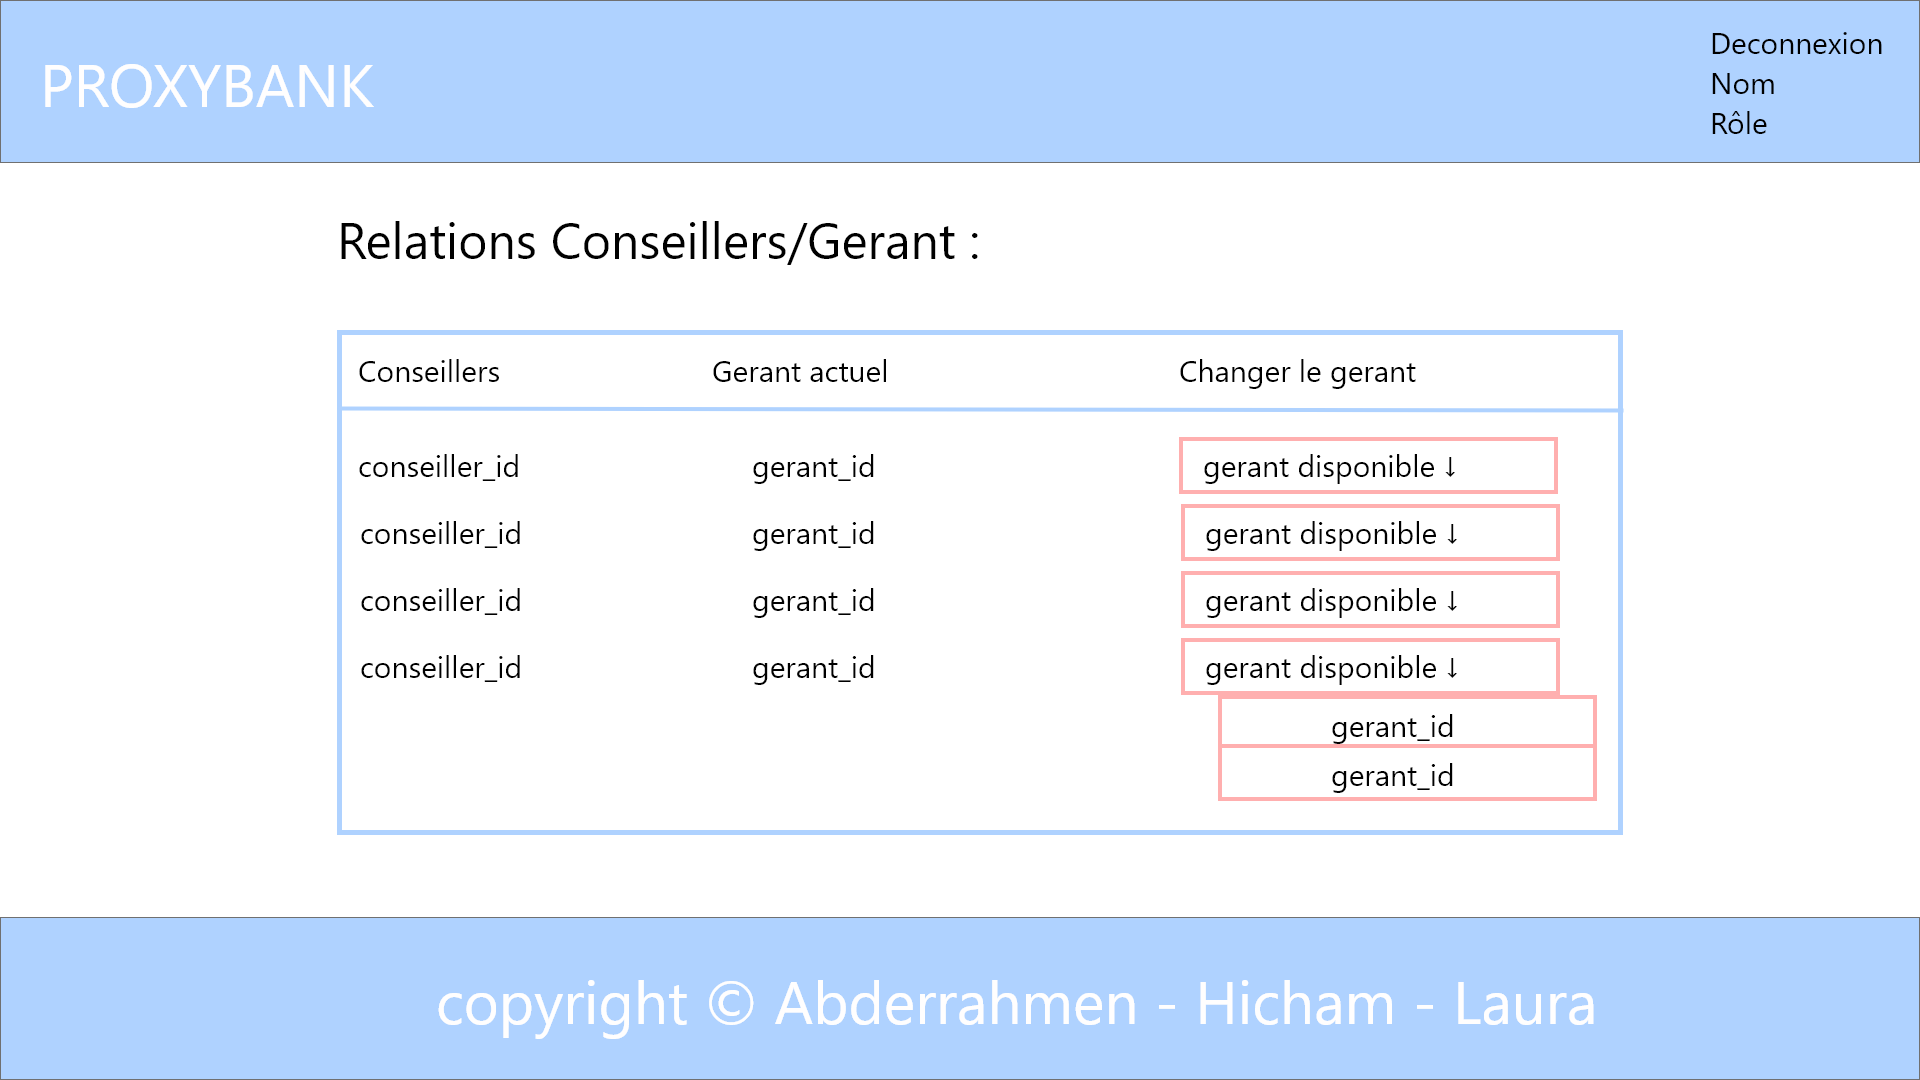 PROXYBANK
Deconnexion
Nom
Rôle
Relations Conseillers/Gerant :
Conseillers Gerant actuel Changer le gerant
conseiller_id gerant_id gerant disponible ↓
conseiller_id gerant_id gerant disponible ↓
conseiller_id gerant_id gerant disponible ↓
conseiller_id gerant_id gerant disponible ↓
gerant_id
gerant_id
copyright © Abderrahmen - Hicham - Laura